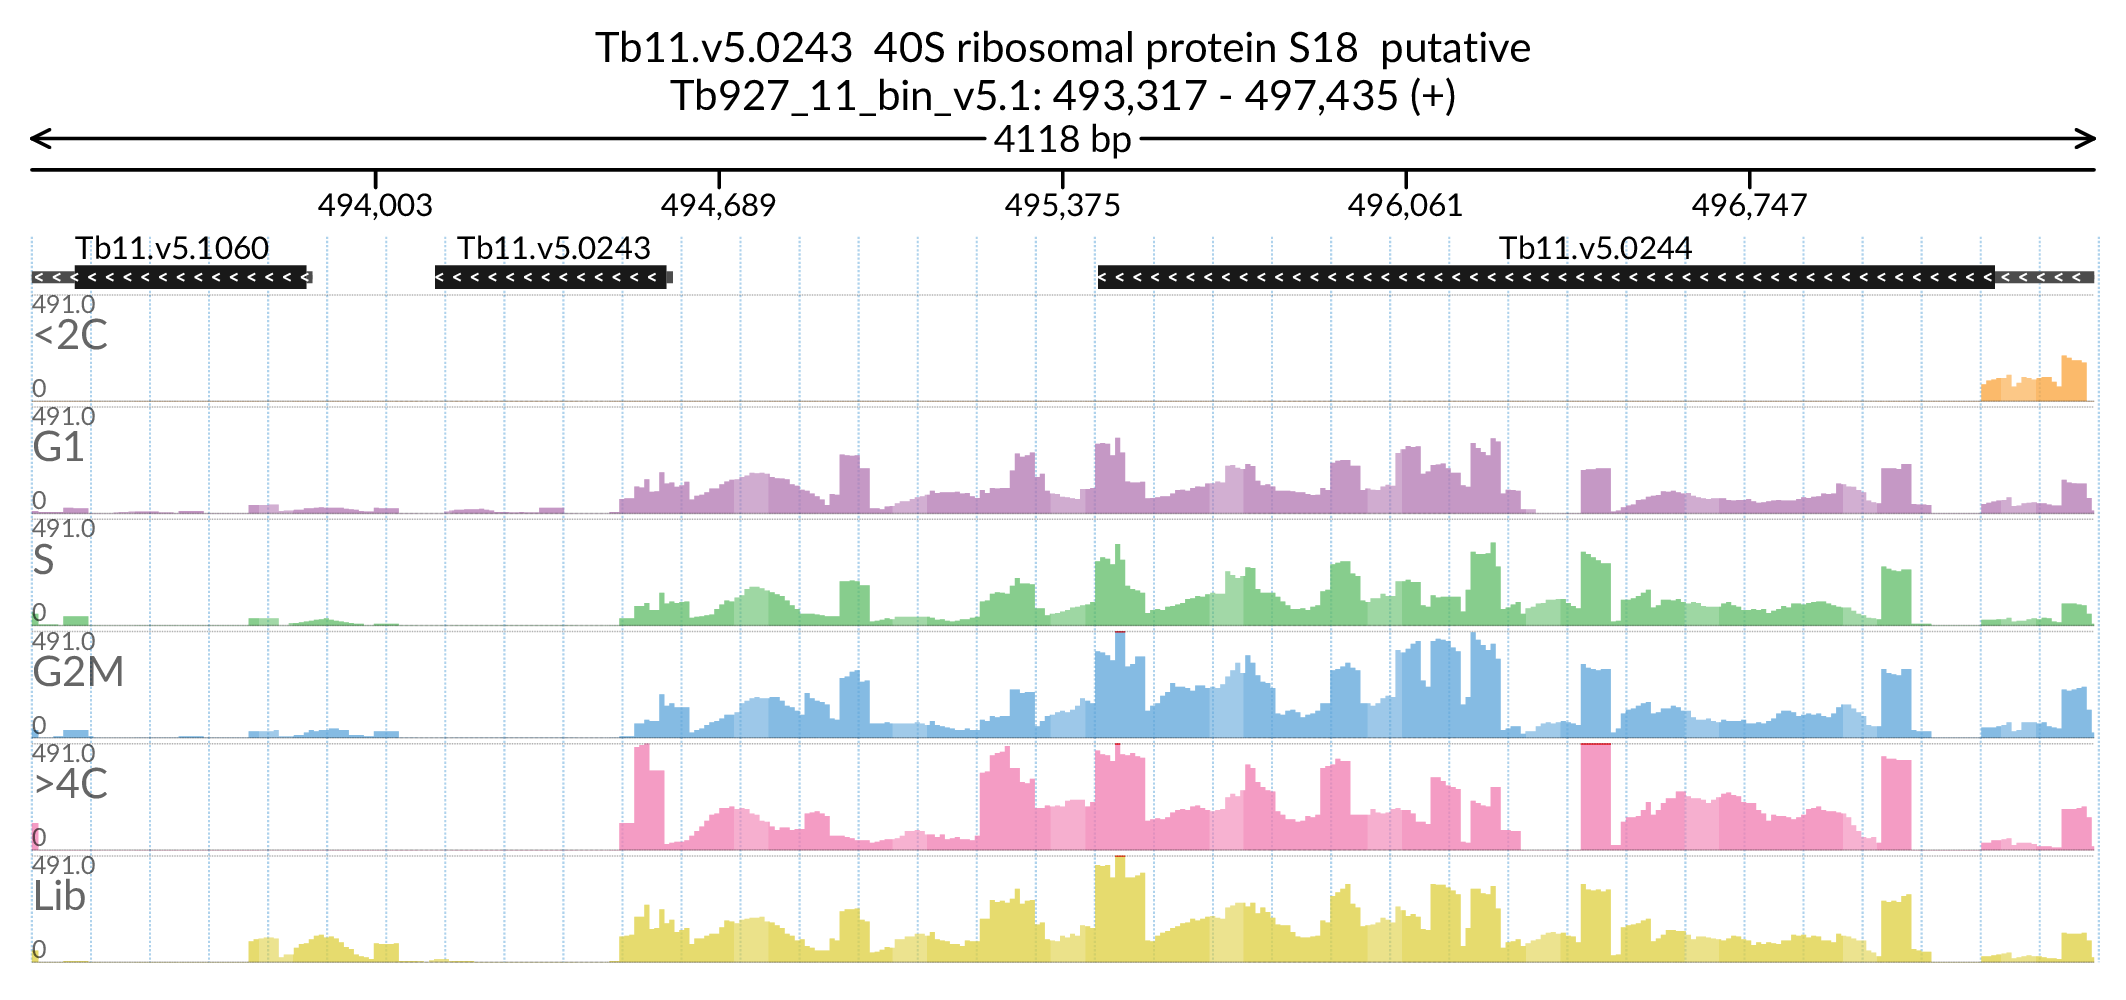 Tb11.v5.0243  40S ribosomal protein S18  putative
Tb927_11_bin_v5.1: 493,317 - 497,435 (+)
4118 bp
494,003 494,689 495,375 496,061 496,747
Tb11.v5.1060 Tb11.v5.0243 Tb11.v5.0244
491.0
<2C
0
491.0
G1
0
491.0
S
0
491.0
G2M
0
491.0
>4C
0
491.0
Lib
0